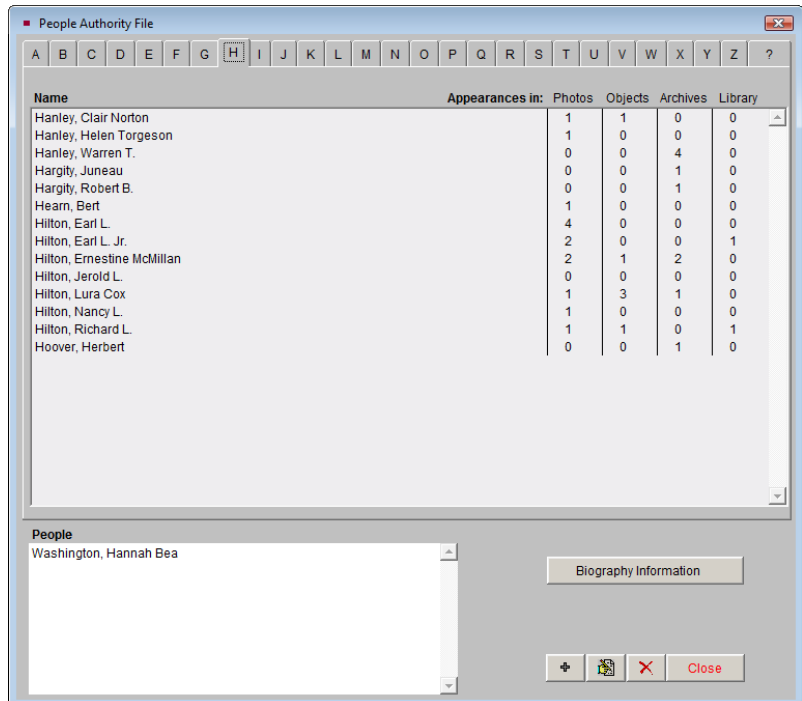 People Authority File
A B C D E F G H I J K L M N O P Q R S T U V W X Y Z ?
Name Appearances in: Photos Objects Archives Library
Hanley, Clair Norton 1 1 0 0
Hanley, Helen Torgeson 1 0 0 0
Hanley, Warren T. 0 0 4 0
Hargity, Juneau 0 0 1 0
Hargity, Robert B. 0 0 1 0
Hearn, Bert 1 0 0 0
Hilton, Earl L. 4 0 0 0
Hilton, Earl L. Jr. 2 0 0 1
Hilton, Ernestine McMillan 2 1 2 0
Hilton, Jerold L. 0 0 0 0
Hilton, Lura Cox 1 3 1 0
Hilton, Nancy L. 1 0 0 0
Hilton, Richard L. 1 1 0 1
Hoover, Herbert 0 0 1 0
People
Washington, Hannah Bea
Biography Information
Close